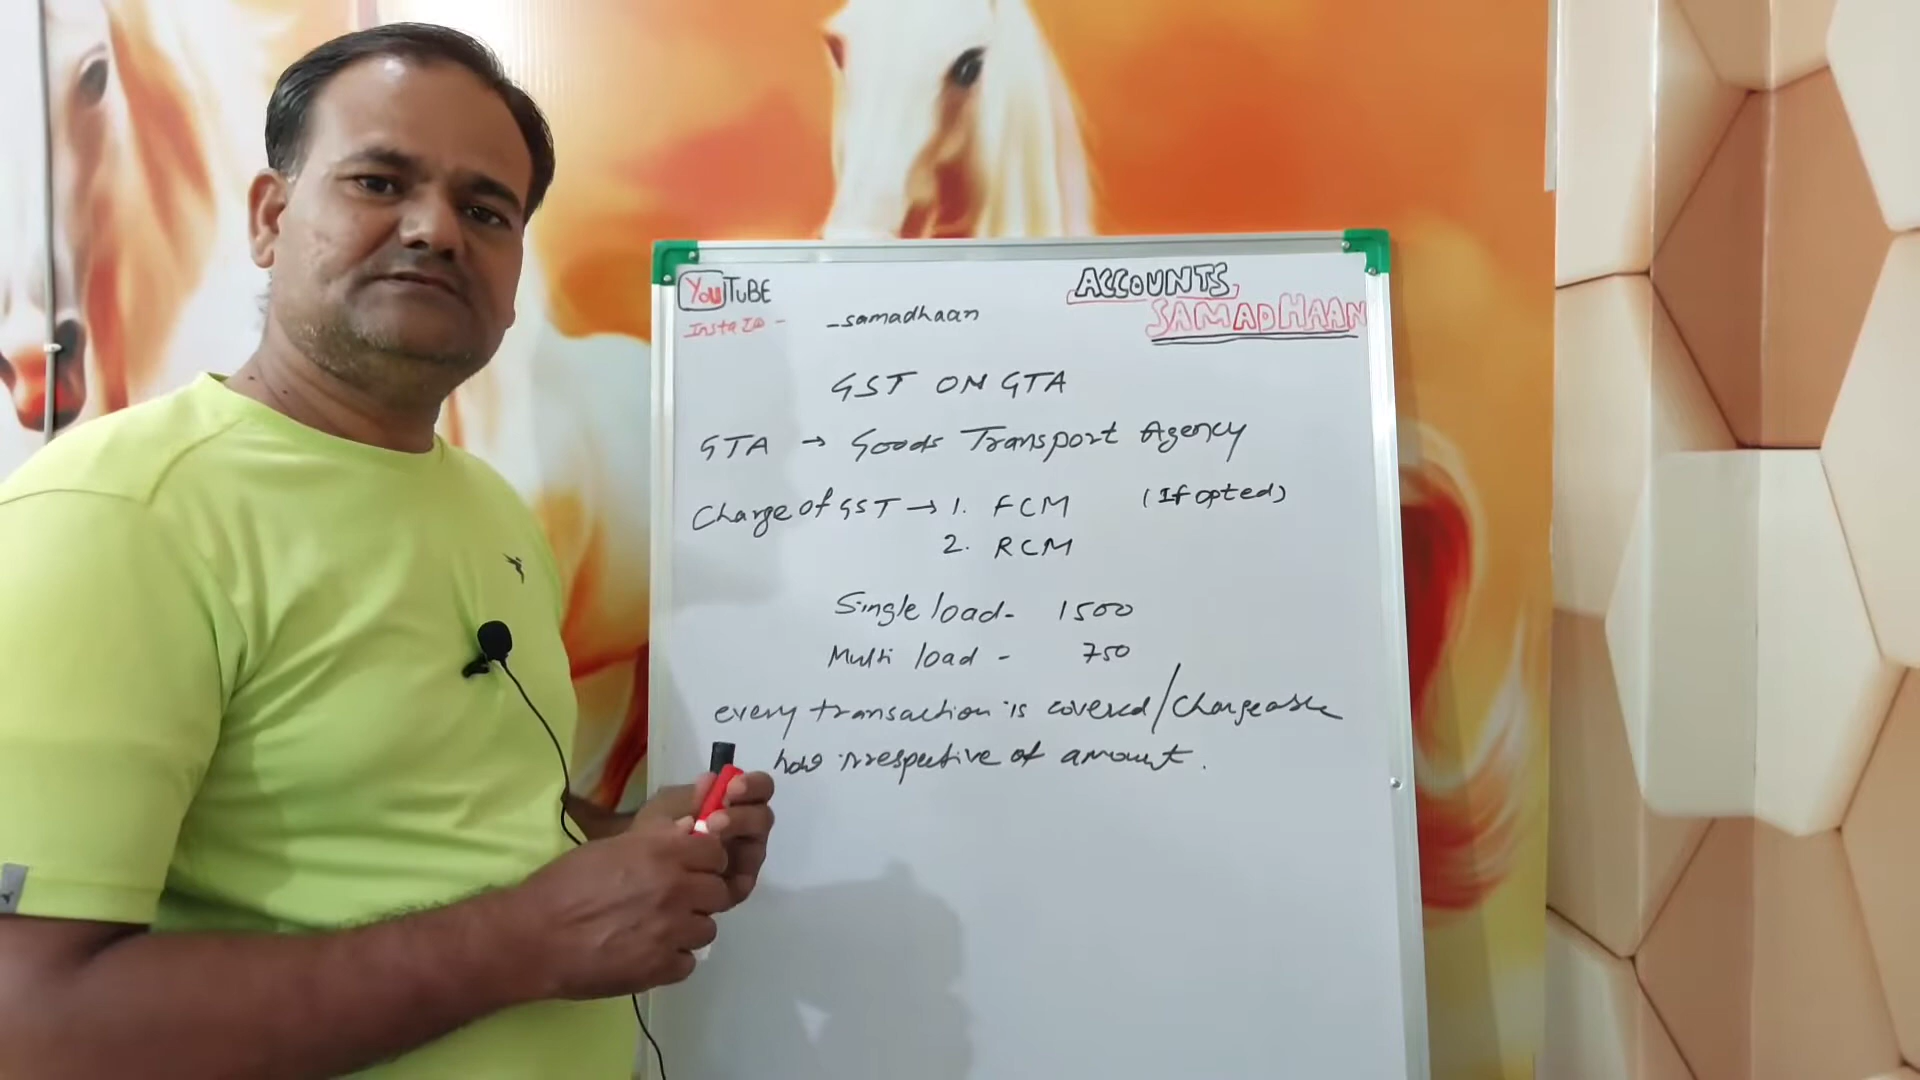 YouTUBE
ACCOUNTS
SAMADHAAN
Insta ID - -samadhaan
GST ON GTA
GTA → Goods Transport Agency
Charge of GST → 1. FCM (If opted)
2. RCM
Single load - 1500
Multi load - 750
every transaction is covered/chargeable
now irrespective of amount.